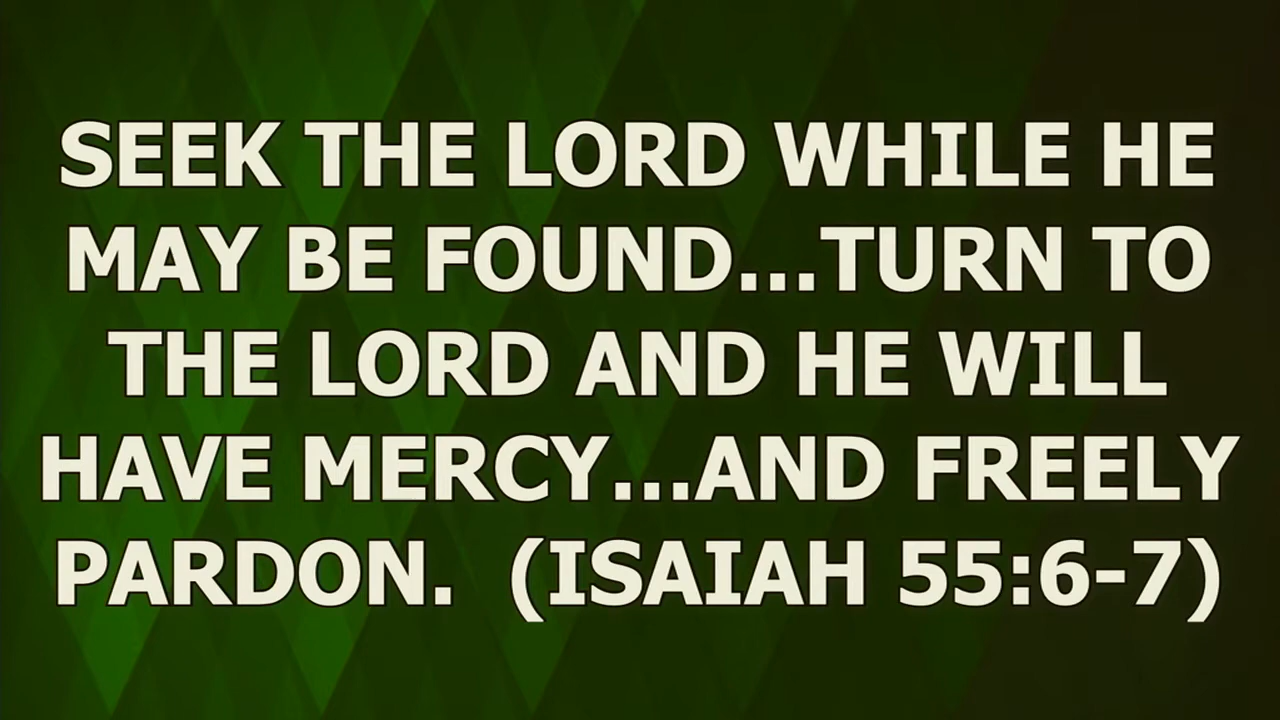 SEEK THE LORD WHILE HE
MAY BE FOUND...TURN TO
THE LORD AND HE WILL
HAVE MERCY...AND FREELY
PARDON.  (ISAIAH 55:6-7)